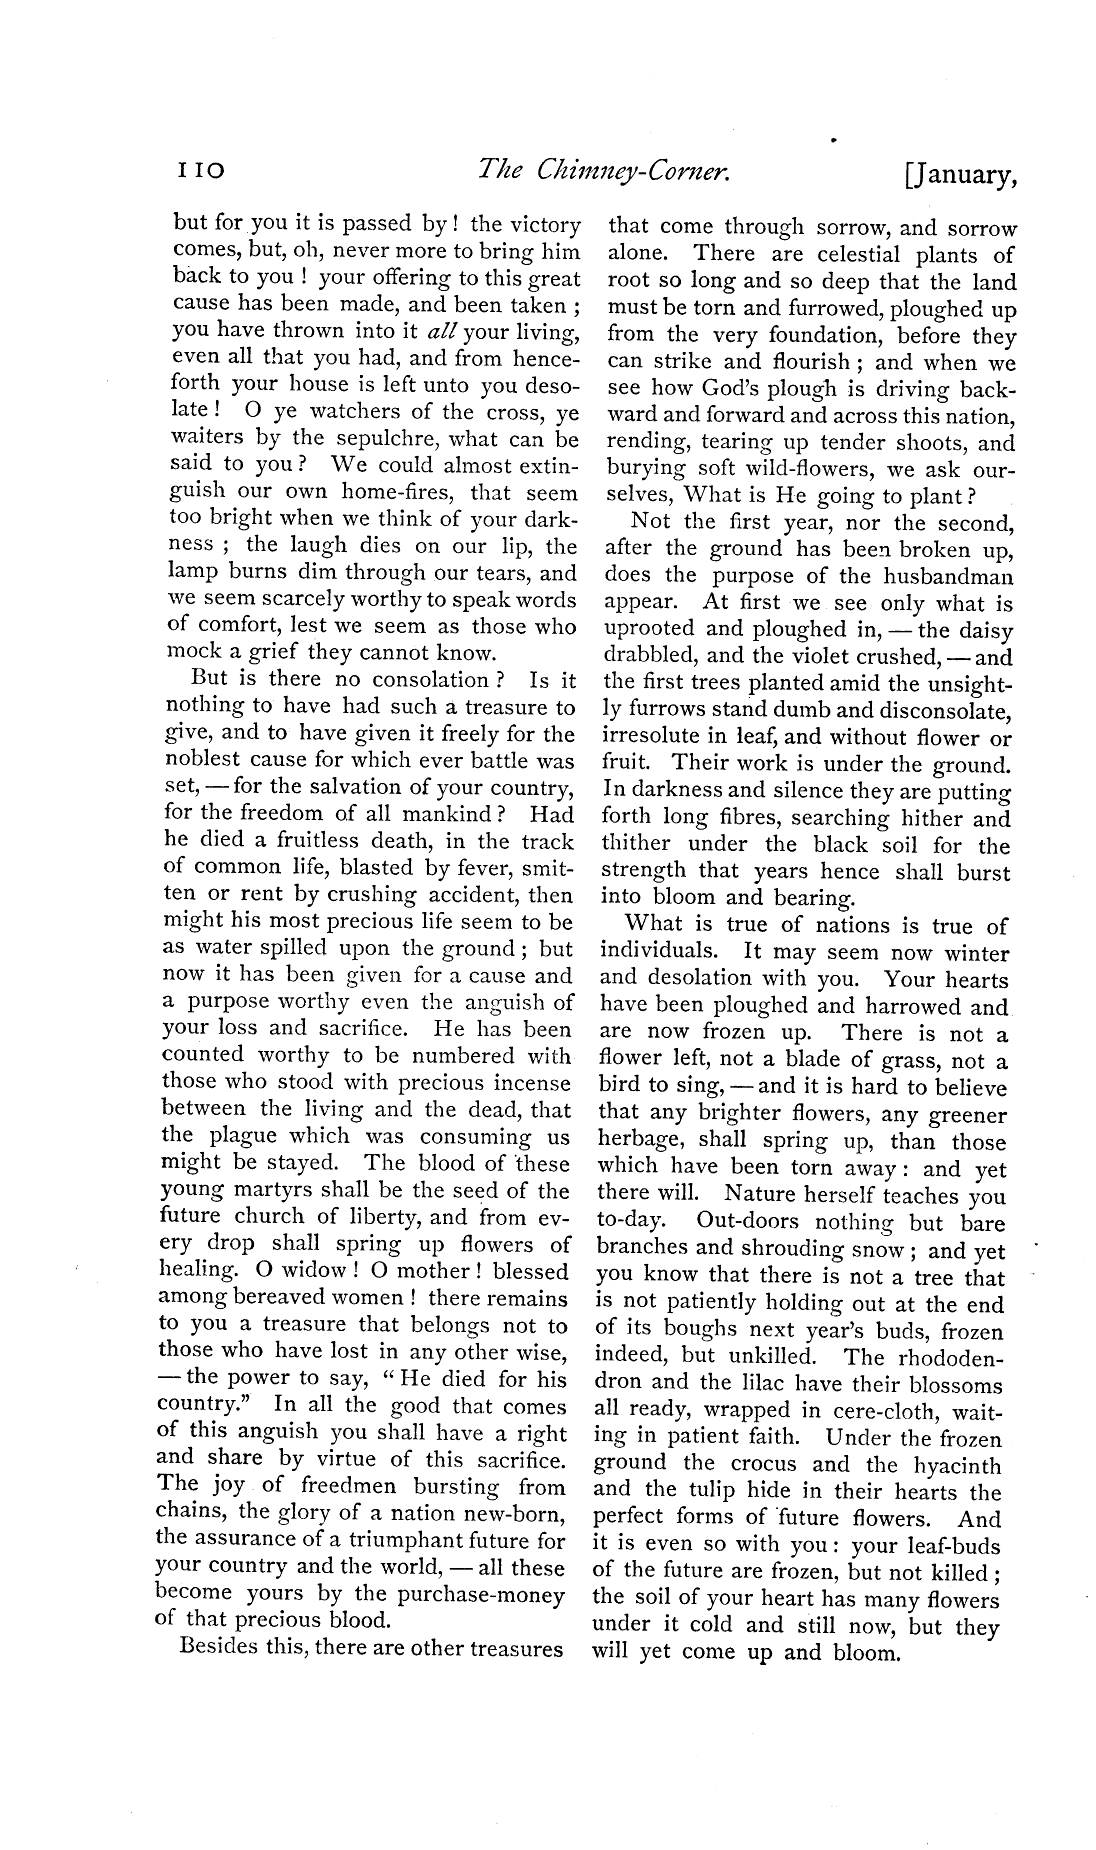 110 The Chimney-Corner. [January,
but for you it is passed by! the victory
comes, but, oh, never more to bring him
back to you! your offering to this great
cause has been made, and been taken;
you have thrown into it all your living,
even all that you had, and from hence-
forth your house is left unto you deso-
late! O ye watchers of the cross, ye
waiters by the sepulchre, what can be
said to you? We could almost extin-
guish our own home-fires, that seem
too bright when we think of your dark-
ness; the laugh dies on our lip, the
lamp burns dim through our tears, and
we seem scarcely worthy to speak words
of comfort, lest we seem as those who
mock a grief they cannot know.
But is there no consolation? Is it
nothing to have had such a treasure to
give, and to have given it freely for the
noblest cause for which ever battle was
set, — for the salvation of your country,
for the freedom of all mankind? Had
he died a fruitless death, in the track
of common life, blasted by fever, smit-
ten or rent by crushing accident, then
might his most precious life seem to be
as water spilled upon the ground; but
now it has been given for a cause and
a purpose worthy even the anguish of
your loss and sacrifice. He has been
counted worthy to be numbered with
those who stood with precious incense
between the living and the dead, that
the plague which was consuming us
might be stayed. The blood of these
young martyrs shall be the seed of the
future church of liberty, and from ev-
ery drop shall spring up flowers of
healing. O widow! O mother! blessed
among bereaved women! there remains
to you a treasure that belongs not to
those who have lost in any other wise,
— the power to say, "He died for his
country." In all the good that comes
of this anguish you shall have a right
and share by virtue of this sacrifice.
The joy of freedmen bursting from
chains, the glory of a nation new-born,
the assurance of a triumphant future for
your country and the world, — all these
become yours by the purchase-money
of that precious blood.
Besides this, there are other treasures
that come through sorrow, and sorrow
alone. There are celestial plants of
root so long and so deep that the land
must be torn and furrowed, ploughed up
from the very foundation, before they
can strike and flourish; and when we
see how God's plough is driving back-
ward and forward and across this nation,
rending, tearing up tender shoots, and
burying soft wild-flowers, we ask our-
selves, What is He going to plant?
Not the first year, nor the second,
after the ground has been broken up,
does the purpose of the husbandman
appear. At first we see only what is
uprooted and ploughed in, — the daisy
drabbled, and the violet crushed, — and
the first trees planted amid the unsight-
ly furrows stand dumb and disconsolate,
irresolute in leaf, and without flower or
fruit. Their work is under the ground.
In darkness and silence they are putting
forth long fibres, searching hither and
thither under the black soil for the
strength that years hence shall burst
into bloom and bearing.
What is true of nations is true of
individuals. It may seem now winter
and desolation with you. Your hearts
have been ploughed and harrowed and
are now frozen up. There is not a
flower left, not a blade of grass, not a
bird to sing, — and it is hard to believe
that any brighter flowers, any greener
herbage, shall spring up, than those
which have been torn away: and yet
there will. Nature herself teaches you
to-day. Out-doors nothing but bare
branches and shrouding snow; and yet
you know that there is not a tree that
is not patiently holding out at the end
of its boughs next year's buds, frozen
indeed, but unkilled. The rhododen-
dron and the lilac have their blossoms
all ready, wrapped in cere-cloth, wait-
ing in patient faith. Under the frozen
ground the crocus and the hyacinth
and the tulip hide in their hearts the
perfect forms of future flowers. And
it is even so with you: your leaf-buds
of the future are frozen, but not killed;
the soil of your heart has many flowers
under it cold and still now, but they
will yet come up and bloom.